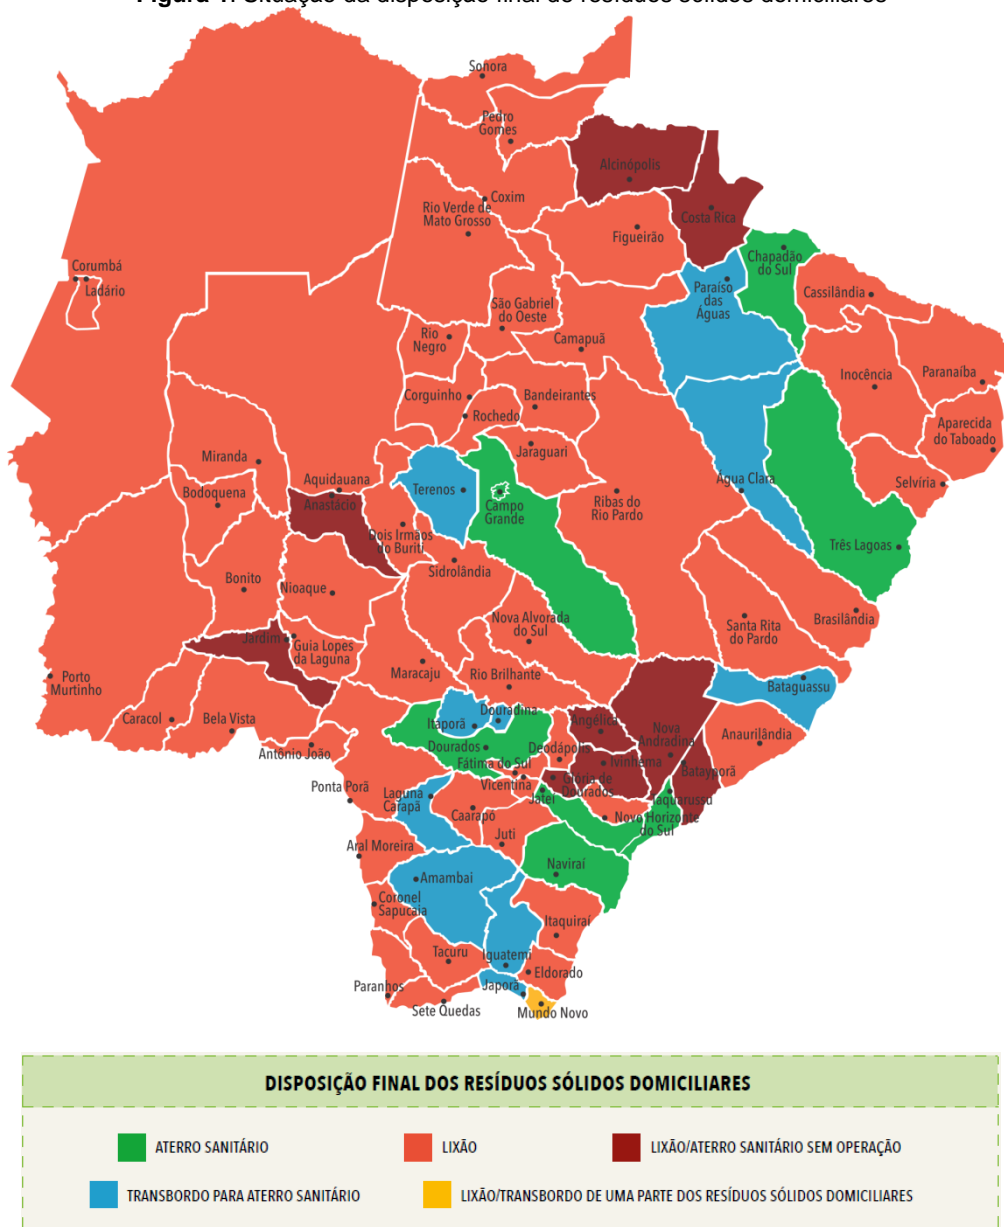 Figura 1. Situação da disposição final de resíduos sólidos domiciliares
Sonora
Pedro
Gomes
Alcinópolis
Coxim
Rio Verde de
Mato Grosso
Costa Rica
Figueirão
Chapadão
do Sul
Corumbá
Ladário
Paraíso
das
Águas
Cassilândia
São Gabriel
do Oeste
Rio
Negro
Camapuã
Inocência
Paranaíba
Corguinho
Bandeirantes
Rochedo
Aparecida
do Taboado
Jaraguari
Miranda
Aquidauana
Anastácio
Terenos
Água Clara
Selvíria
Bodoquena
Campo
Grande
Ribas do
Rio Pardo
Dois Irmãos
do Buriti
Três Lagoas
Sidrolândia
Bonito
Nioaque
Nova Alvorada
do Sul
Santa Rita
do Pardo
Brasilândia
Jardim
Guia Lopes
da Laguna
Porto
Murtinho
Maracaju
Rio Brilhante
Bataguassu
Caracol
Bela Vista
Itaporã
Douradina
Angélica
Nova
Andradina
Anaurilândia
Antônio João
Dourados
Deodápolis
Fátima do Sul
Ivinhema
Batayporã
Ponta Porã
Laguna
Carapã
Vicentina
Glória de
Dourados
Jateí
Taquarussu
Caarapó
Novo Horizonte
do Sul
Aral Moreira
Juti
Naviraí
Amambai
Coronel
Sapucaia
Itaquiraí
Tacuru
Iguatemi
Eldorado
Paranhos
Japorã
Sete Quedas
Mundo Novo
DISPOSIÇÃO FINAL DOS RESÍDUOS SÓLIDOS DOMICILIARES
ATERRO SANITÁRIO
LIXÃO
LIXÃO/ATERRO SANITÁRIO SEM OPERAÇÃO
TRANSBORDO PARA ATERRO SANITÁRIO
LIXÃO/TRANSBORDO DE UMA PARTE DOS RESÍDUOS SÓLIDOS DOMICILIARES